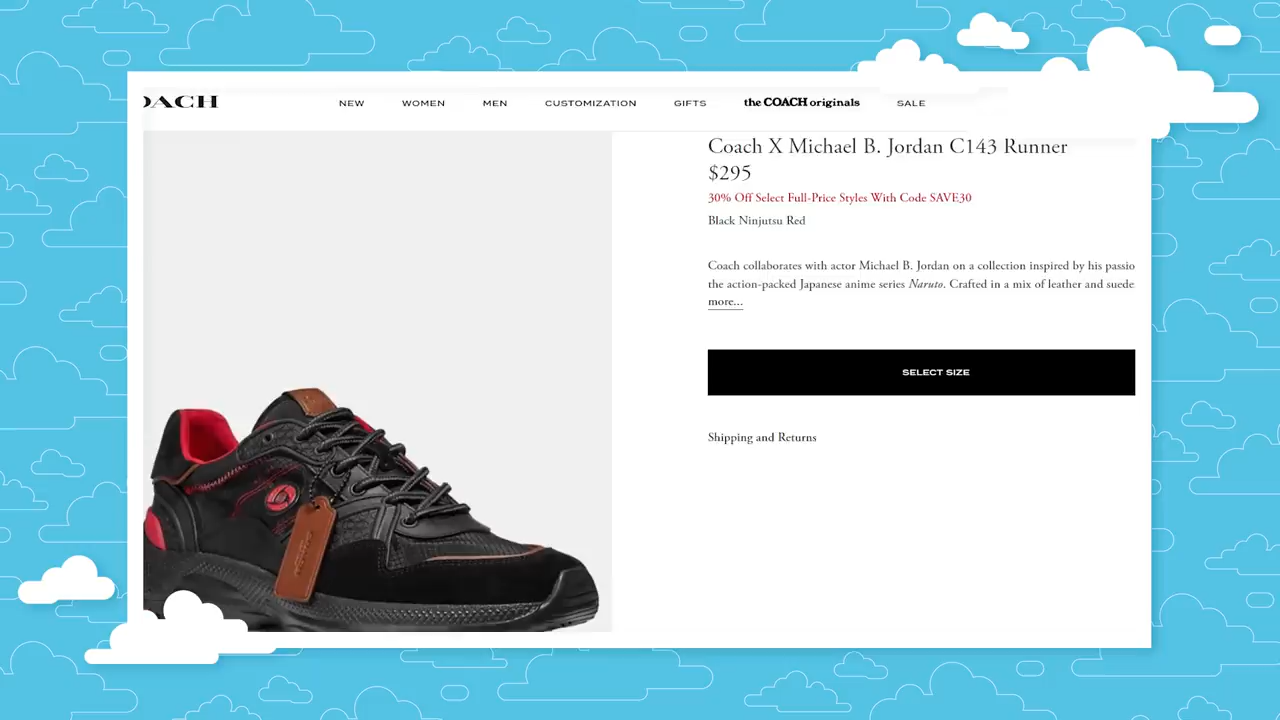 OACH
NEW WOMEN MEN CUSTOMIZATION GIFTS the COACH originals SALE
Coach X Michael B. Jordan C143 Runner
$295
30% Off Select Full-Price Styles With Code SAVE30
Black Ninjutsu Red
Coach collaborates with actor Michael B. Jordan on a collection inspired by his passio
the action-packed Japanese anime series Naruto. Crafted in a mix of leather and suede
more...
SELECT SIZE
Shipping and Returns